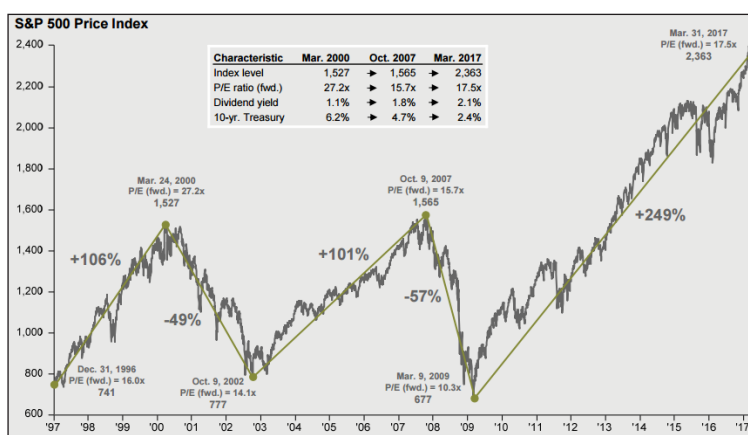 S&P 500 Price Index
2,400
2,200
2,000
1,800
1,600
1,400
1,200
1,000
800
600
Characteristic Mar. 2000 Oct. 2007 Mar. 2017
Index level 1,527 → 1,565 → 2,363
P/E ratio (fwd.) 27.2x → 15.7x → 17.5x
Dividend yield 1.1% → 1.8% → 2.1%
10-yr. Treasury 6.2% → 4.7% → 2.4%
Mar. 31, 2017
P/E (fwd.) = 17.5x
2,363
Mar. 24, 2000
P/E (fwd.) = 27.2x
1,527
Oct. 9, 2007
P/E (fwd.) = 15.7x
1,565
+106%
-49%
+101%
-57%
+249%
Dec. 31, 1996
P/E (fwd.) = 16.0x
741
Oct. 9, 2002
P/E (fwd.) = 14.1x
777
Mar. 9, 2009
P/E (fwd.) = 10.3x
677
'97 '98 '99 '00 '01 '02 '03 '04 '05 '06 '07 '08 '09 '10 '11 '12 '13 '14 '15 '16 '17